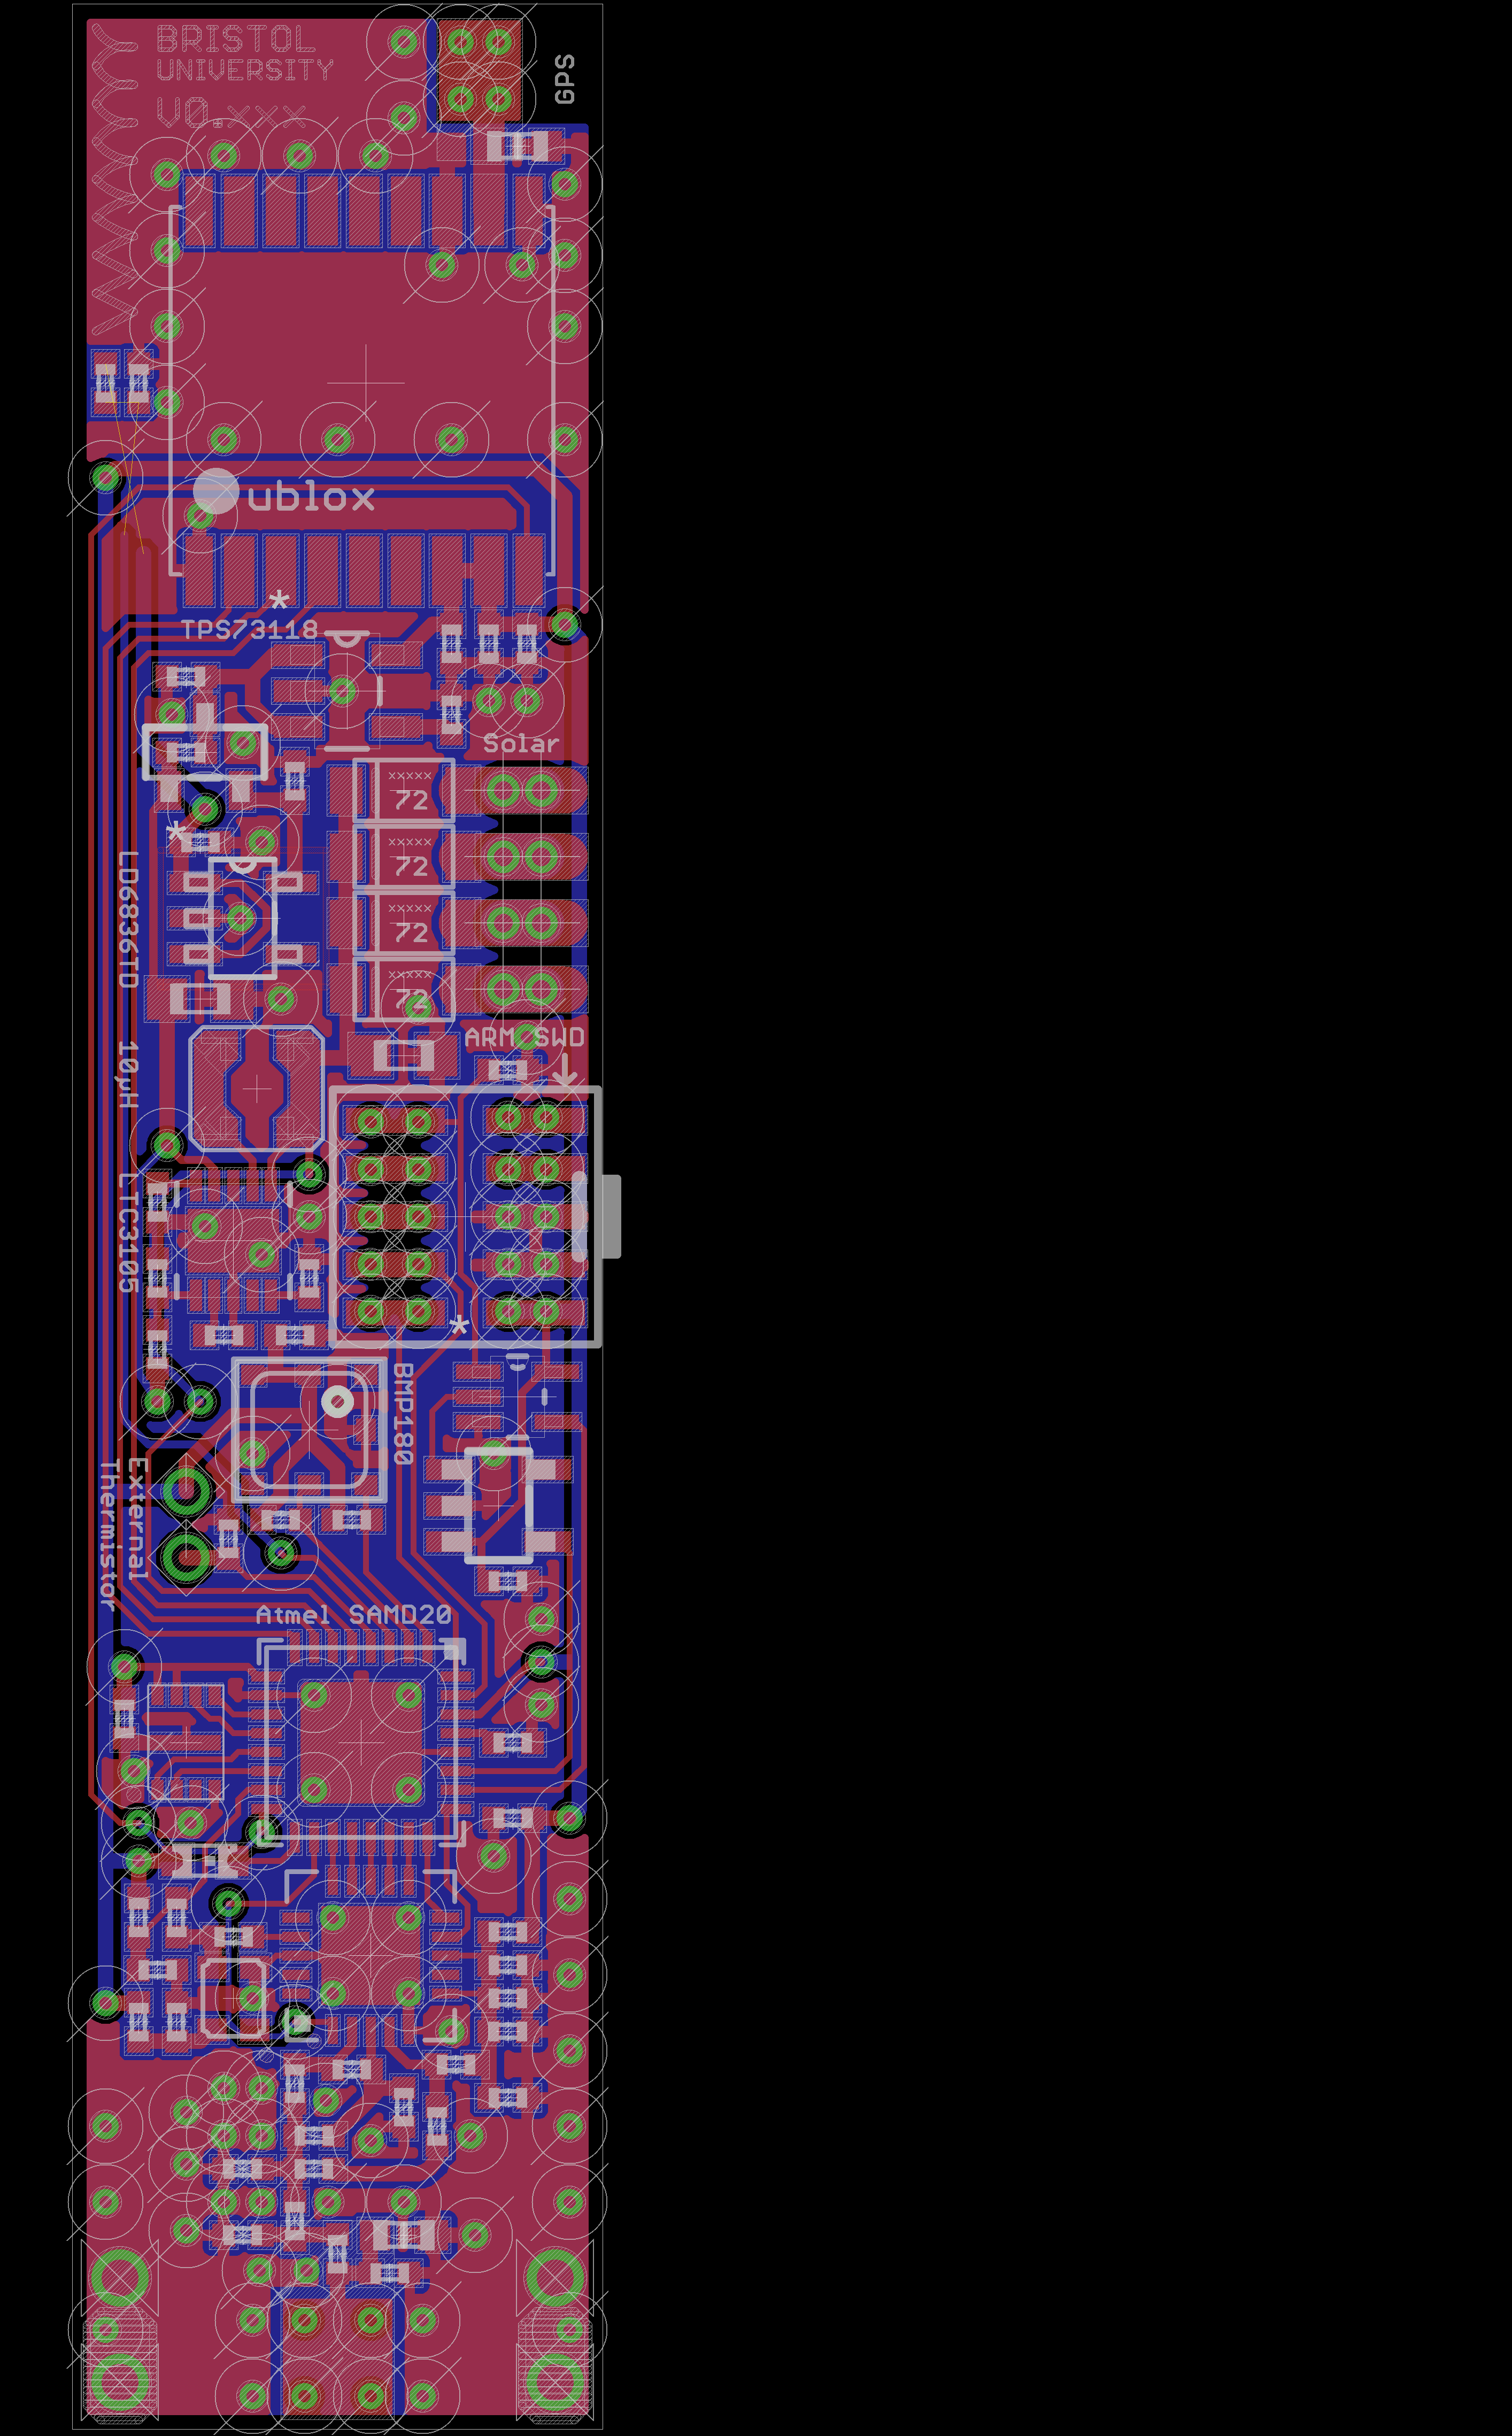 BRISTOL
UNIVERSITY
V0.xxx
GPS
ublox
*
TPS73118
Solar
xxxxx
72
*
xxxxx
72
LD6836TD
xxxxx
72
xxxxx
72
ARM SWD
10µH
LTC3105
*
BMP180
External
Thermistor
Atmel SAMD20